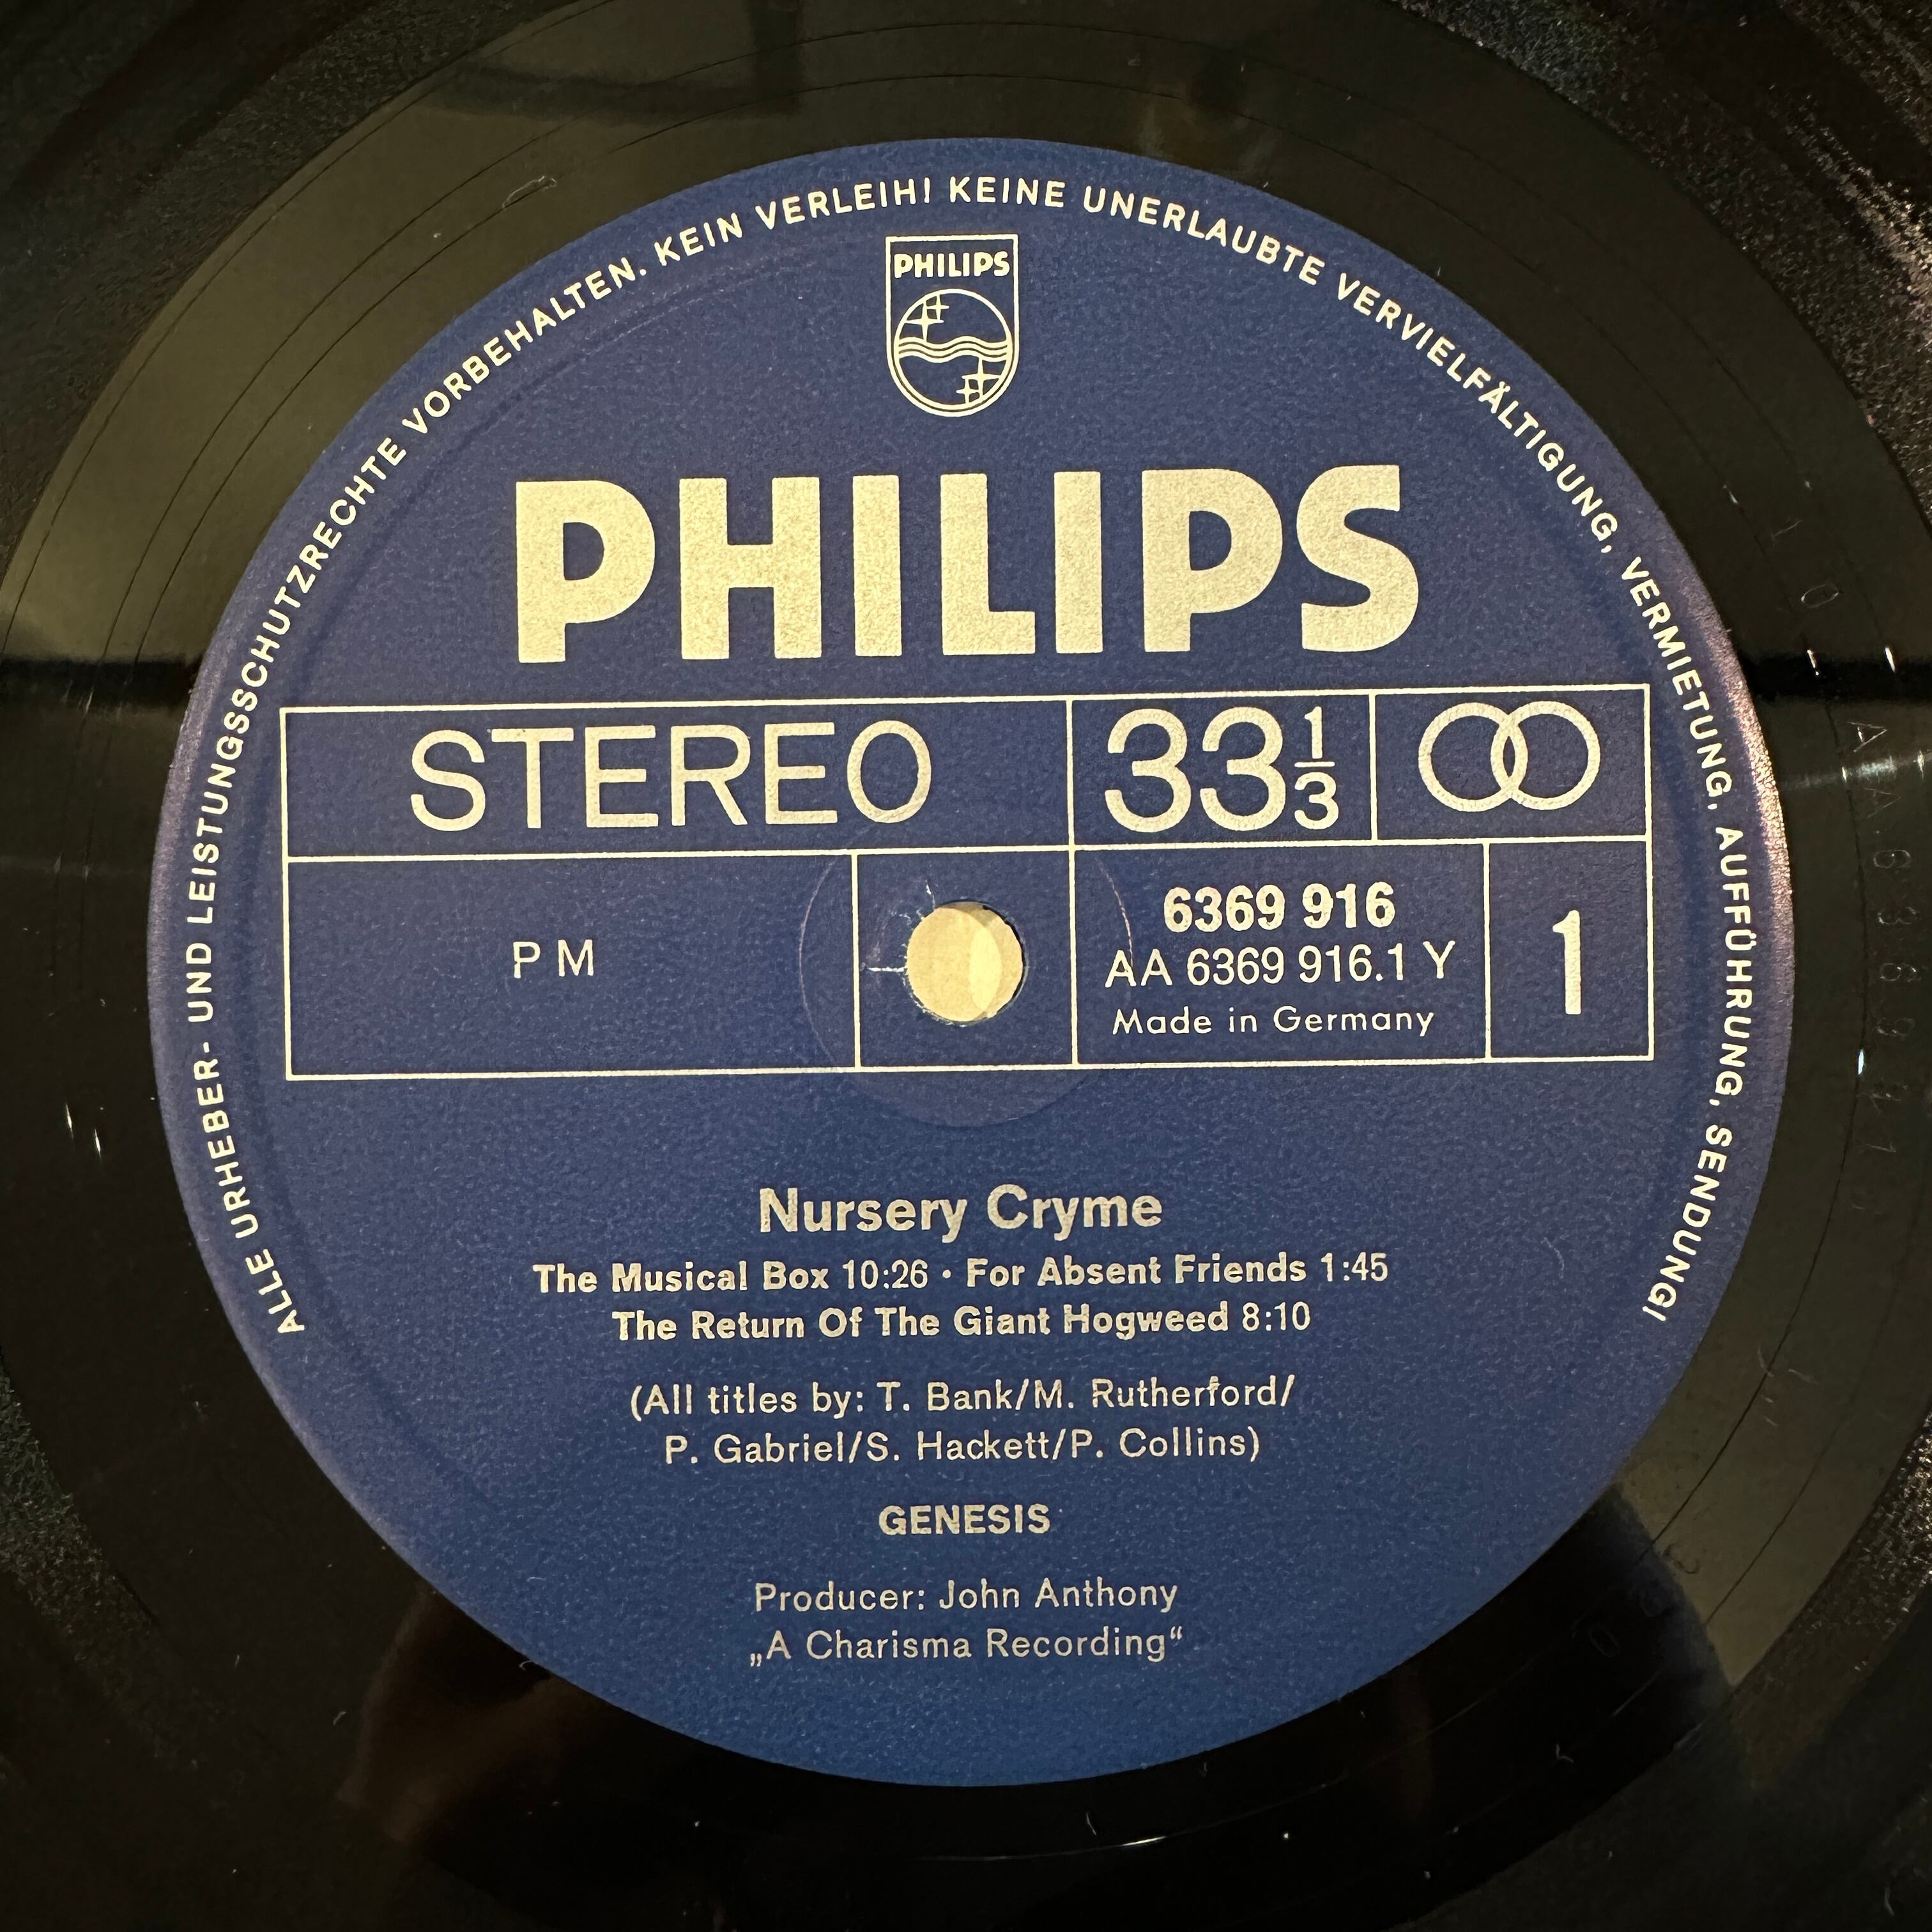 ALLE URHEBER- UND LEISTUNGSSCHUTZRECHTE VORBEHALTEN. KEIN VERLEIH! KEINE UNERLAUBTE VERVIELFÄLTIGUNG, VERMIETUNG, AUFFÜHRUNG, SENDUNG!
PHILIPS
PHILIPS
STEREO
33 1/3
PM
6369 916
AA 6369 916.1 Y
Made in Germany
1
Nursery Cryme
The Musical Box 10:26 • For Absent Friends 1:45
The Return Of The Giant Hogweed 8:10
(All titles by: T. Bank/M. Rutherford/
P. Gabriel/S. Hackett/P. Collins)
GENESIS
Producer: John Anthony
„A Charisma Recording“